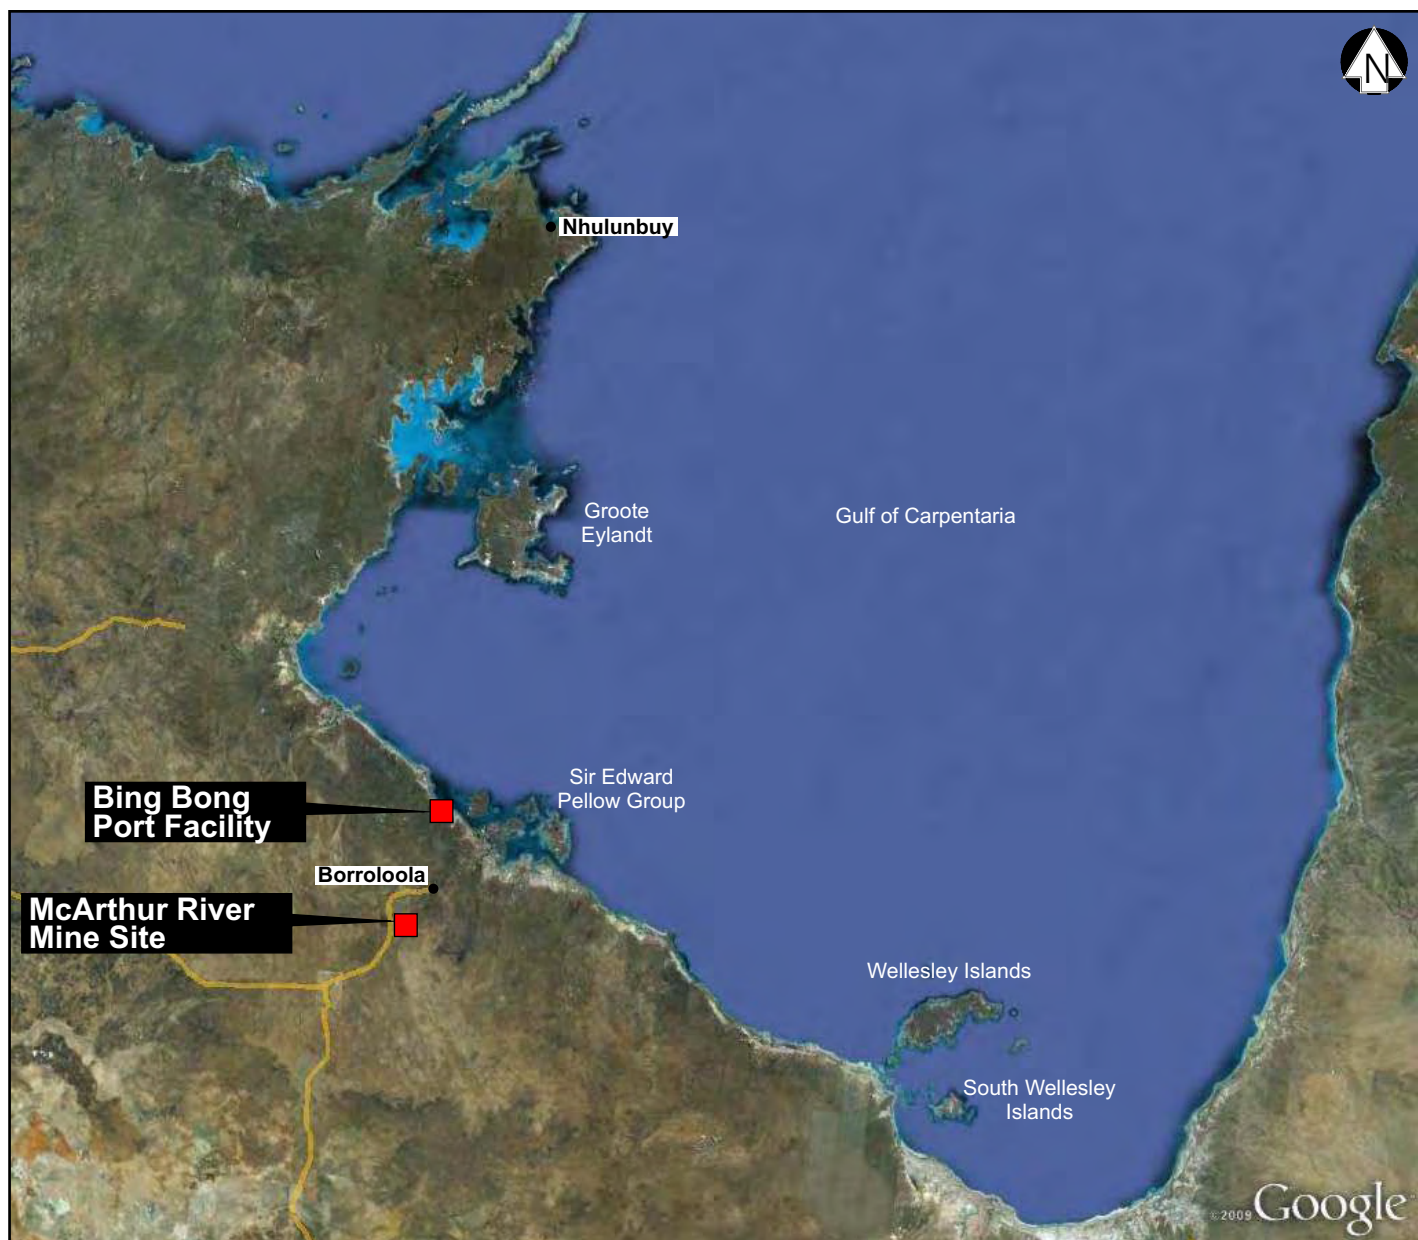 N
Nhulunbuy
Groote
Eylandt
Gulf of Carpentaria
Sir Edward
Pellow Group
Bing Bong
Port Facility
Borroloola
McArthur River
Mine Site
Wellesley Islands
South Wellesley
Islands
©2009 Google